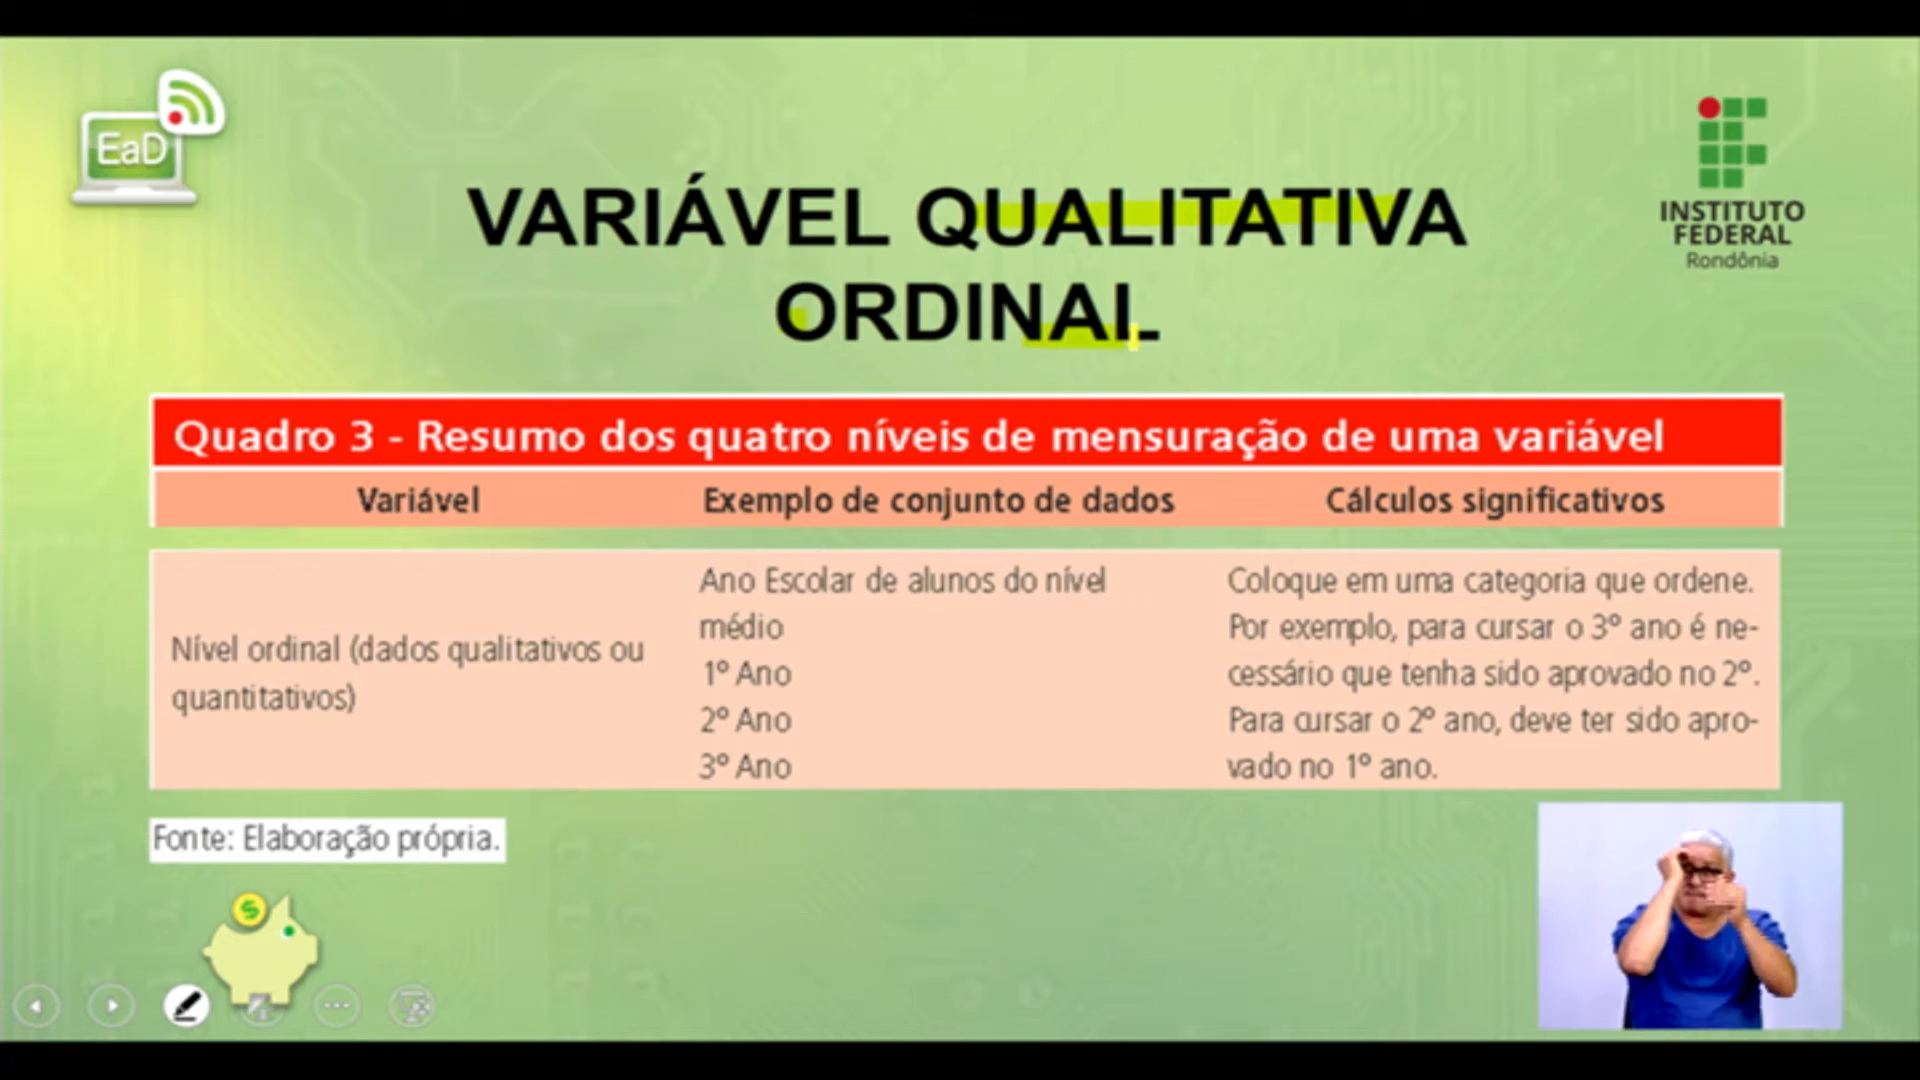 EaD
INSTITUTO
FEDERAL
Rondônia
VARIÁVEL QUALITATIVA
ORDINAL
Quadro 3 - Resumo dos quatro níveis de mensuração de uma variável
Variável
Exemplo de conjunto de dados
Cálculos significativos
Nível ordinal (dados qualitativos ou
quantitativos)
Ano Escolar de alunos do nível
médio
1º Ano
2º Ano
3º Ano
Coloque em uma categoria que ordene.
Por exemplo, para cursar o 3º ano é ne-
cessário que tenha sido aprovado no 2º.
Para cursar o 2º ano, deve ter sido apro-
vado no 1º ano.
Fonte: Elaboração própria.
$